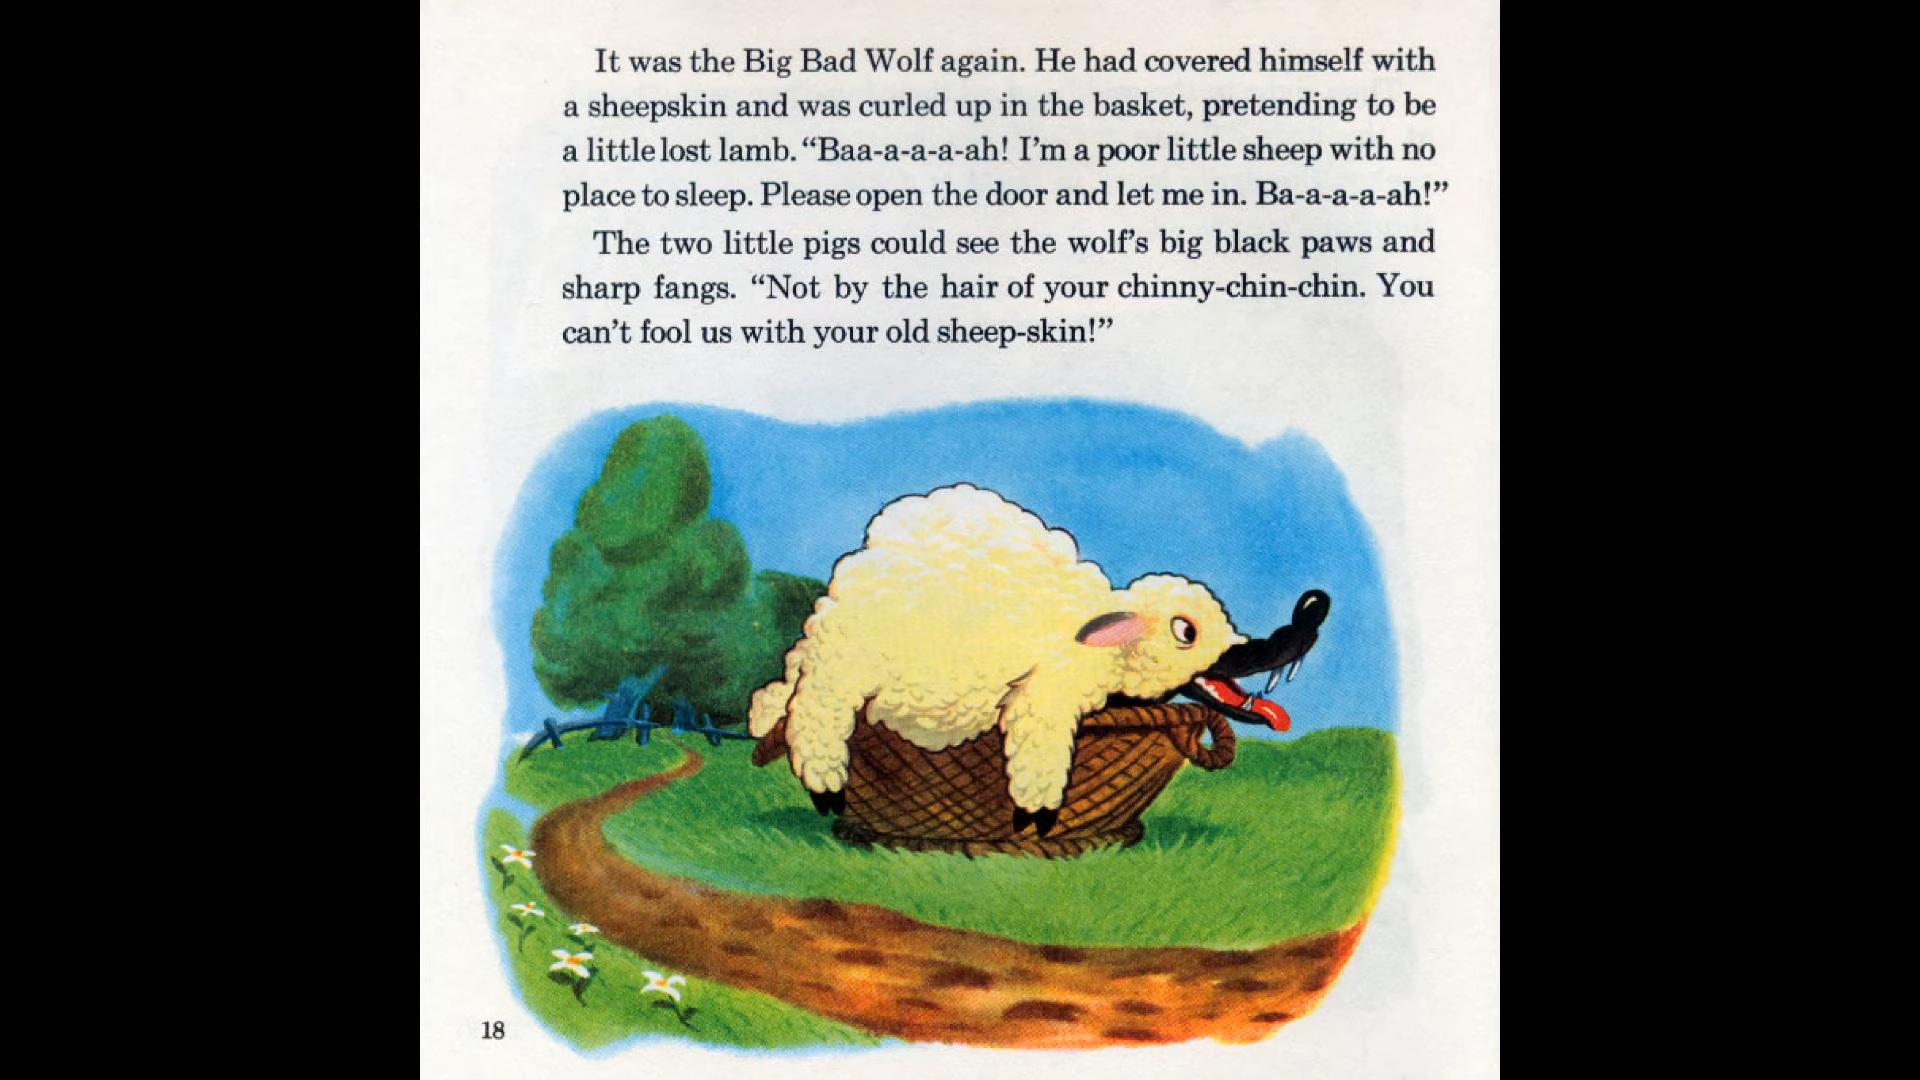 It was the Big Bad Wolf again. He had covered himself with
a sheepskin and was curled up in the basket, pretending to be
a little lost lamb. “Baa-a-a-a-ah! I’m a poor little sheep with no
place to sleep. Please open the door and let me in. Ba-a-a-a-ah!”
The two little pigs could see the wolf’s big black paws and
sharp fangs. “Not by the hair of your chinny-chin-chin. You
can’t fool us with your old sheep-skin!”
18